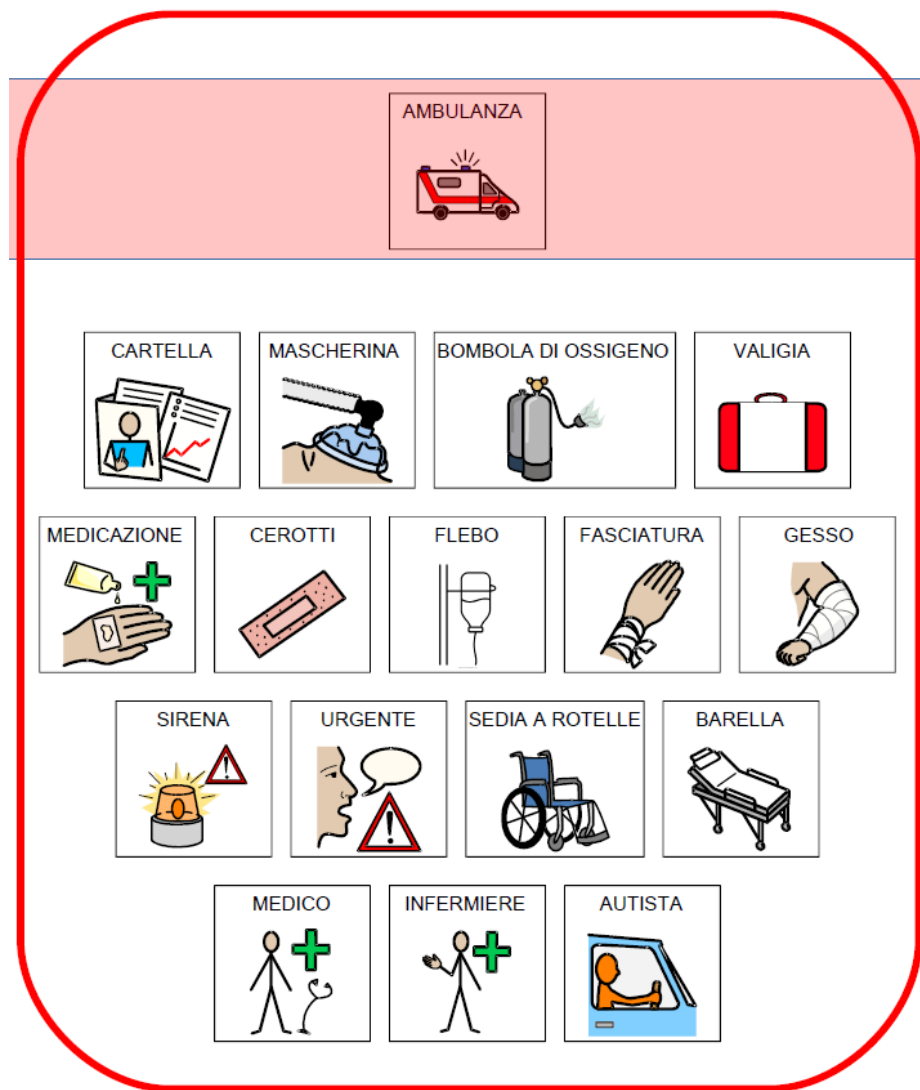 AMBULANZA
CARTELLA
MASCHERINA
BOMBOLA DI OSSIGENO
VALIGIA
MEDICAZIONE
CEROTTI
FLEBO
FASCIATURA
GESSO
SIRENA
URGENTE
SEDIA A ROTELLE
BARELLA
MEDICO
INFERMIERE
AUTISTA